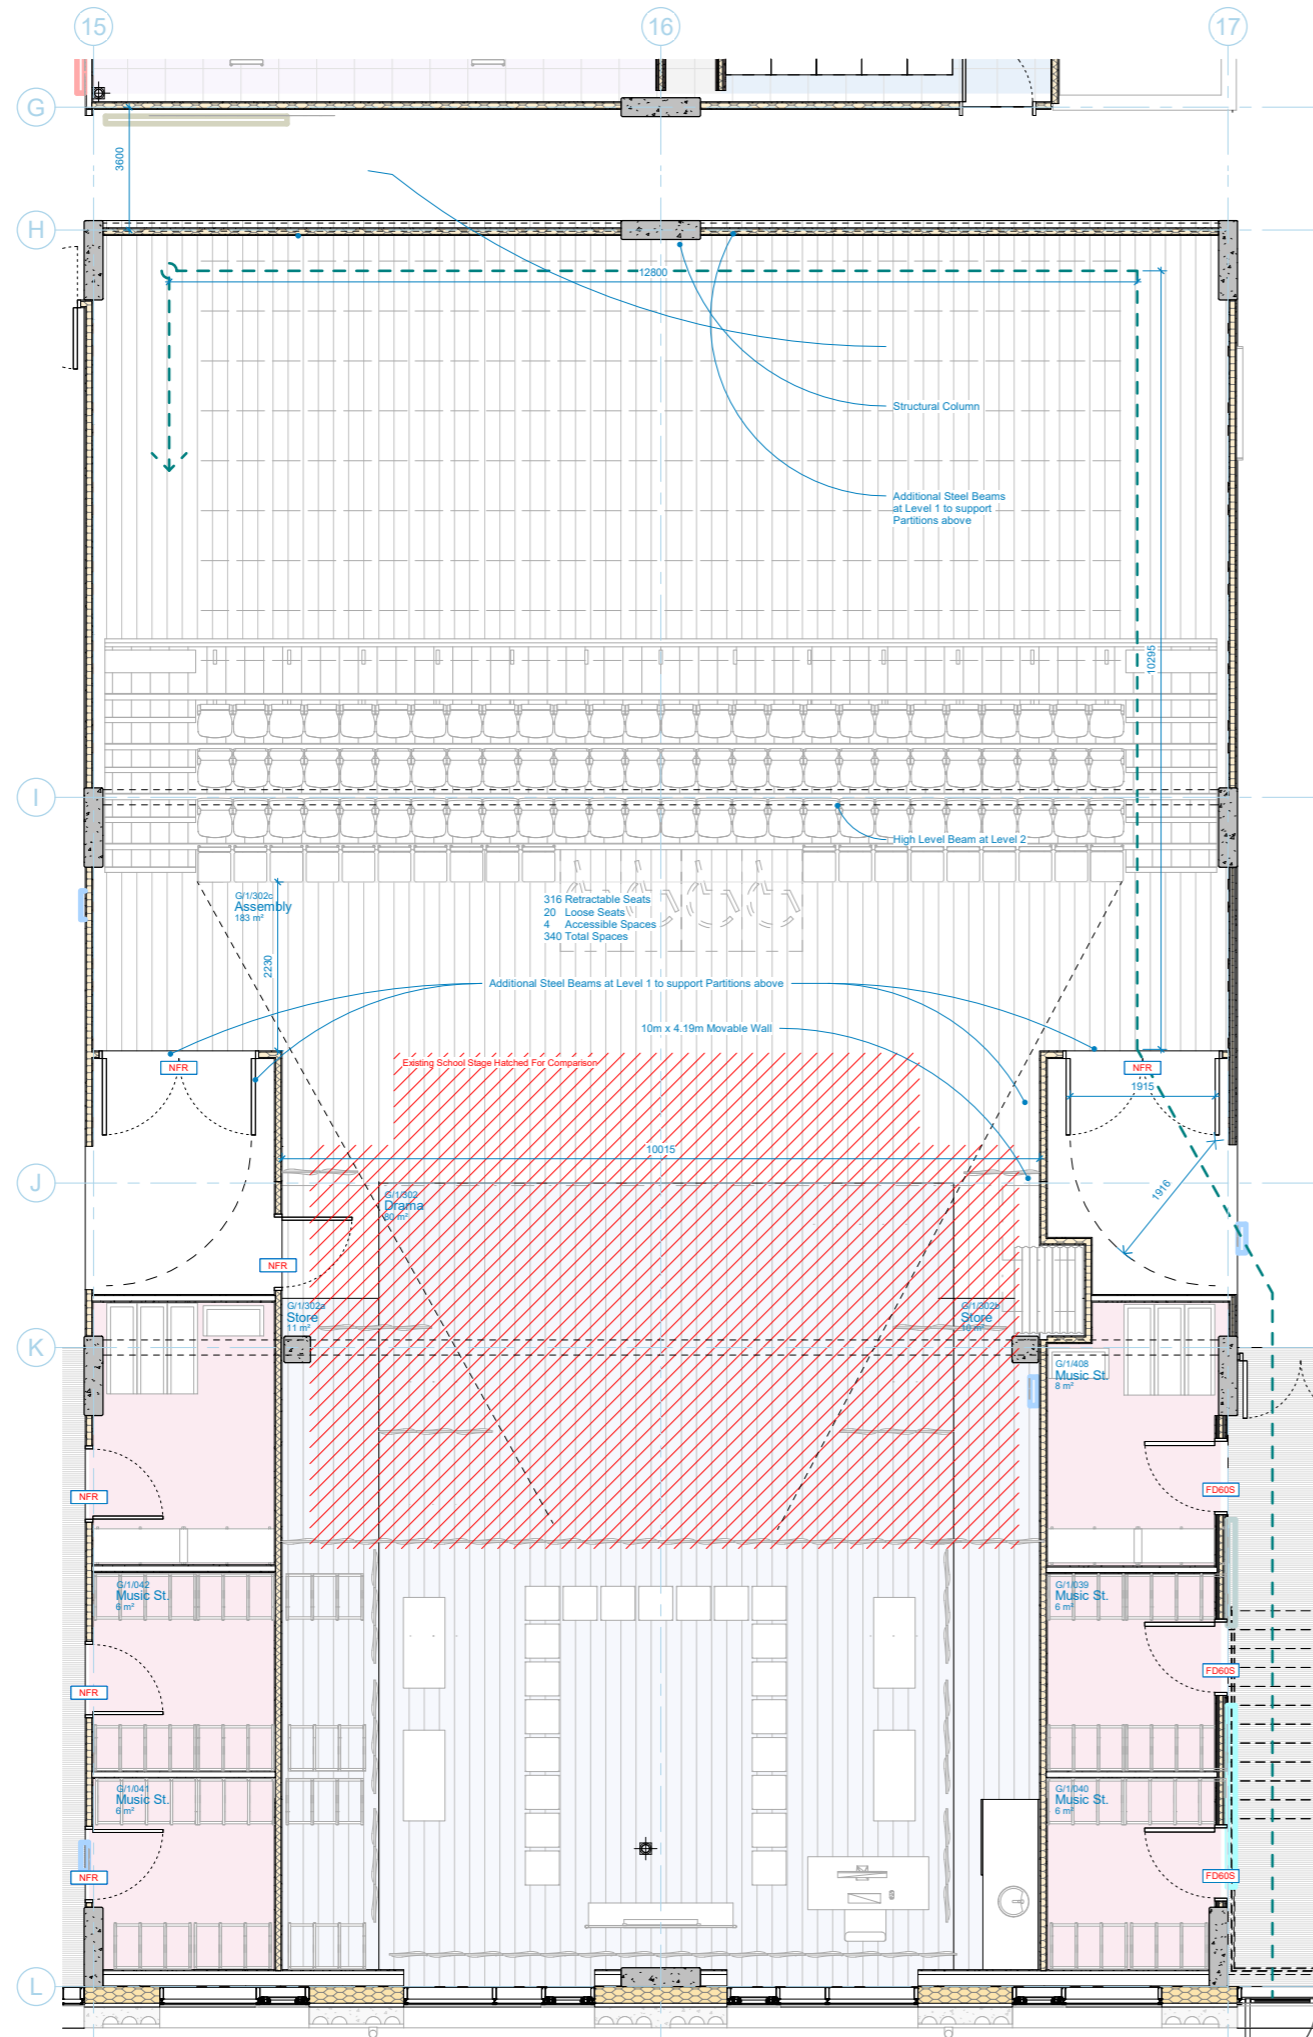 15
16
17
G
3600
H
12800
Structural Column
Additional Steel Beams
at Level 1 to support
Partitions above
10295
I
High Level Beam at Level 2
G/1/302c
Assembly
183 m²
316 Retractable Seats
20 Loose Seats
4 Accessible Spaces
340 Total Spaces
2230
Additional Steel Beams at Level 1 to support Partitions above
10m x 4.19m Movable Wall
Existing School Stage Hatched For Comparison
NFR
NFR
1915
10015
J
1916
G/1/302
Drama
80 m²
NFR
G/1/302a
Store
11 m²
G/1/302b
Store
K
G/1/408
Music St.
8 m²
NFR
FD60S
G/1/042
Music St.
6 m²
G/1/039
Music St.
6 m²
NFR
FD60S
G/1/041
Music St.
6 m²
G/1/040
Music St.
6 m²
NFR
FD60S
L